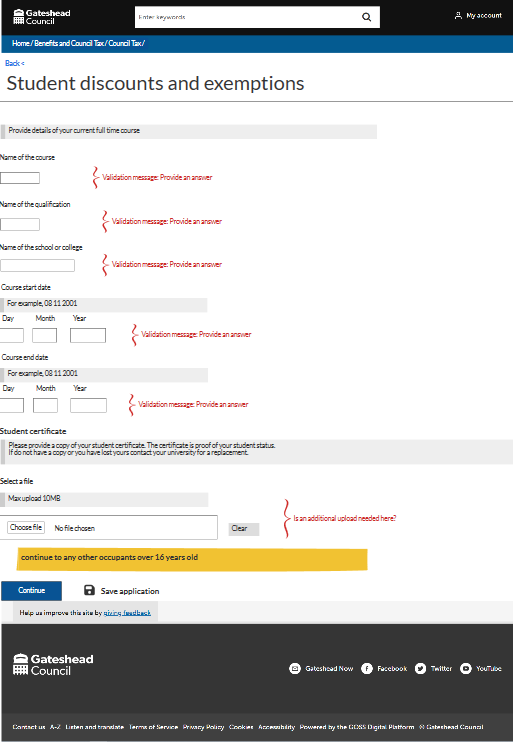 Gateshead
Council
Enter keywords
My account
Home / Benefits and Council Tax / Council Tax /
Back <
Student discounts and exemptions
Provide details of your current full time course
Name of the course
Validation message: Provide an answer
Name of the qualification
Validation message: Provide an answer
Name of the school or college
Validation message: Provide an answer
Course start date
For example, 08 11 2001
Day Month Year
Validation message: Provide an answer
Course end date
For example, 08 11 2001
Day Month Year
Validation message: Provide an answer
Student certificate
Please provide a copy of your student certificate. The certificate is proof of your student status.
If do not have a copy or you have lost yours contact your university for a replacement.
Select a file
Max upload 10MB
Choose file No file chosen Clear
Is an additional upload needed here?
continue to any other occupants over 16 years old
Continue Save application
Help us improve this site by giving feedback
Gateshead
Council
Gateshead Now Facebook Twitter YouTube
Contact us A-Z Listen and translate Terms of Service Privacy Policy Cookies Accessibility Powered by the GOSS Digital Platform © Gateshead Council